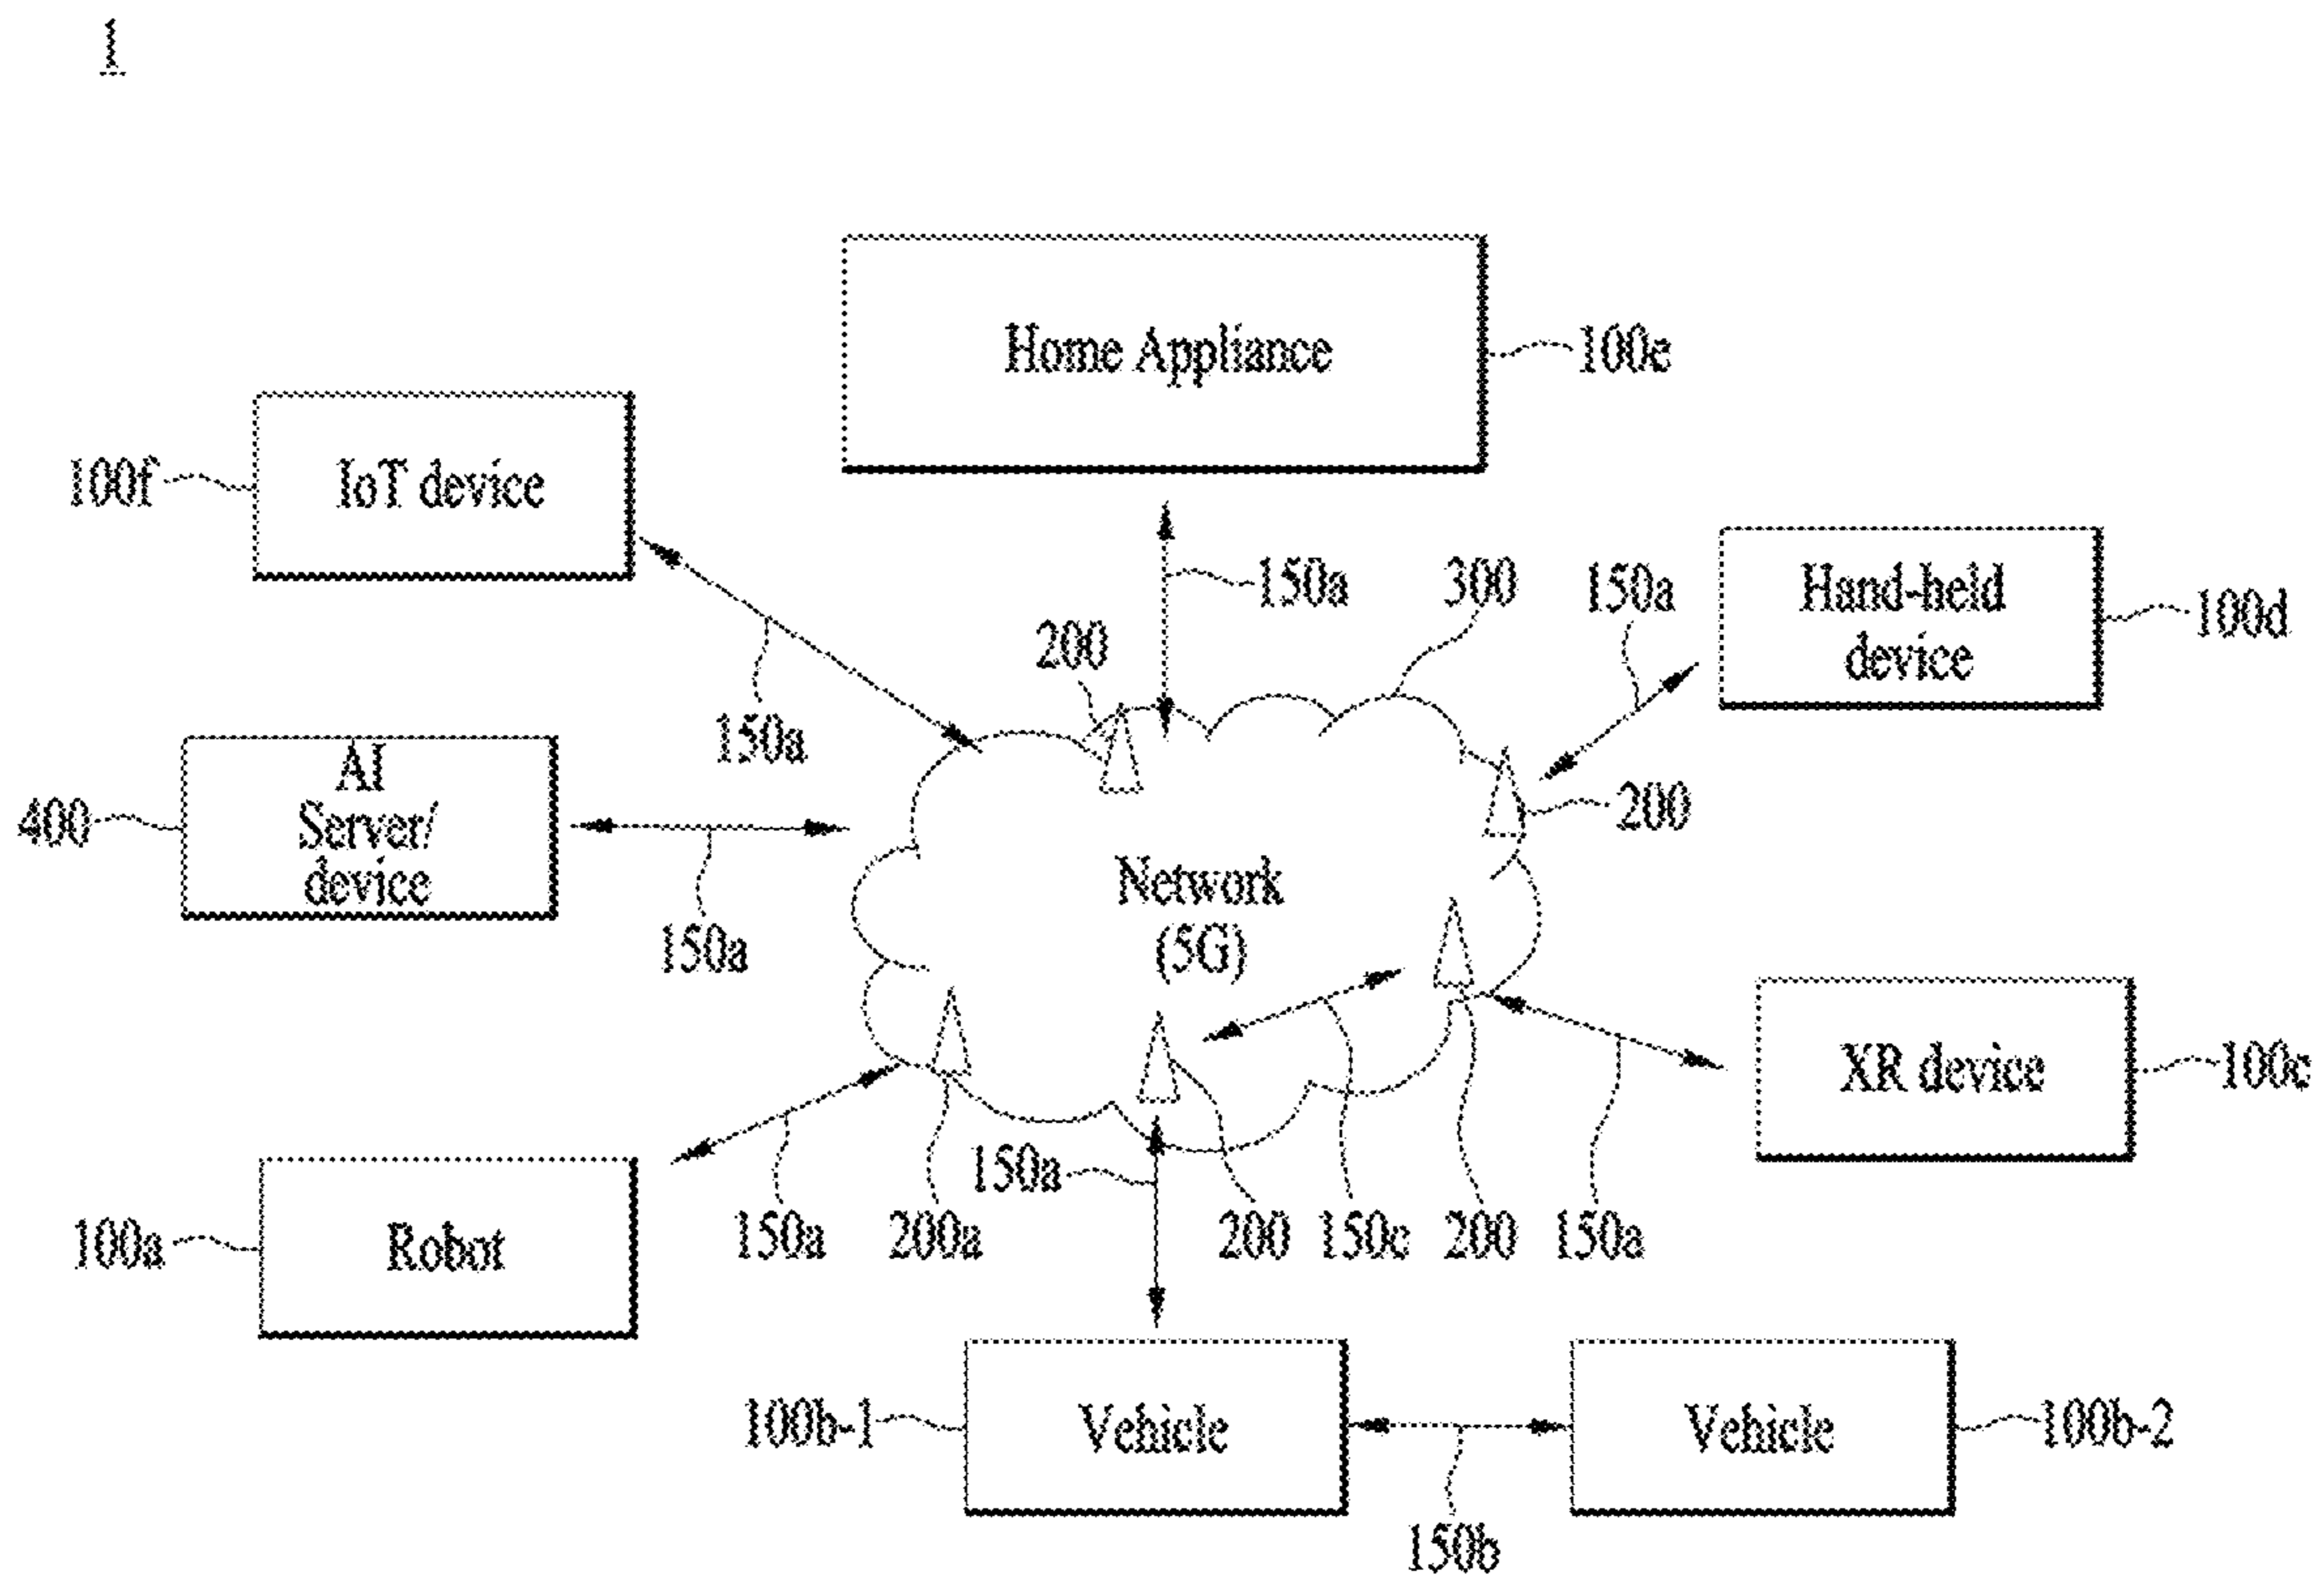 1
Home Appliance
100e
IoT device
100f
150a
300
150a
Hand-held
device
100d
200
150a
AI
Server/
device
400
200
Network
(5G)
150a
XR device
100c
150a
Robot
100a
150a
200a
200
150c
200
150a
Vehicle
100b-1
Vehicle
100b-2
150b